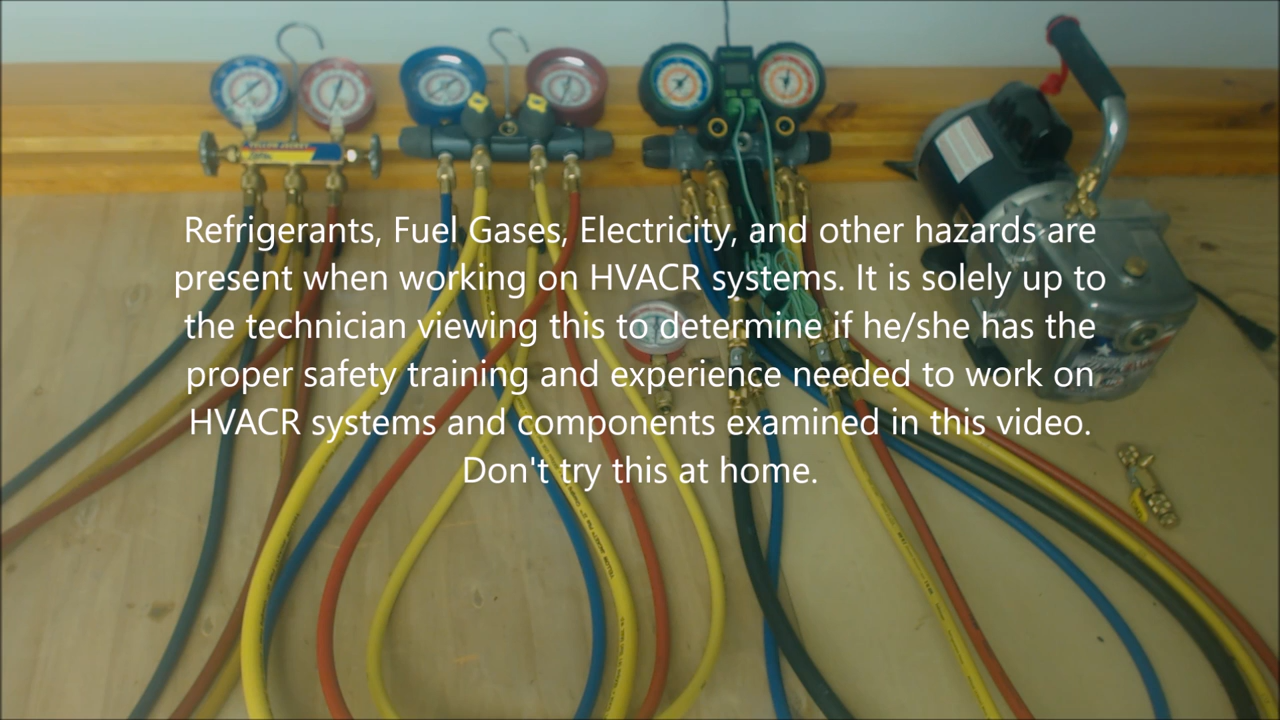 YELLOW JACKET
Refrigerants, Fuel Gases, Electricity, and other hazards are
present when working on HVACR systems. It is solely up to
the technician viewing this to determine if he/she has the
proper safety training and experience needed to work on
HVACR systems and components examined in this video.
Don't try this at home.